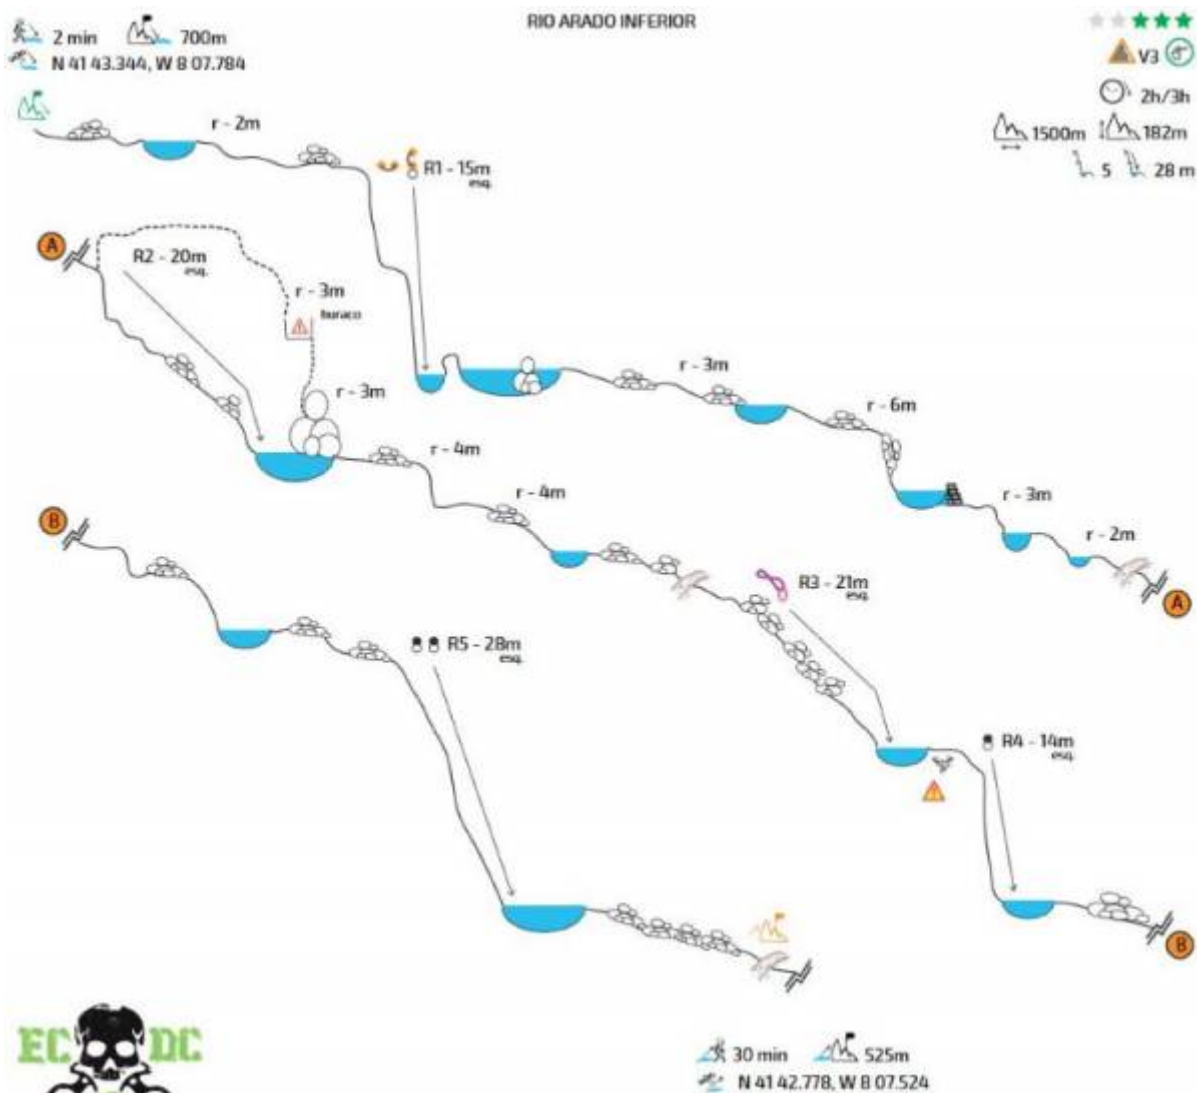 RIO ARADO INFERIOR
2 min 700m
N 41 43.344, W 8 07.784
V3
2h/3h
1500m 182m
5 28 m
r - 2m
R1 - 15m
esq.
A
R2 - 20m
esq.
r - 3m
buraco
r - 3m
r - 3m
r - 6m
r - 4m
r - 4m
r - 3m
r - 2m
A
B
R3 - 21m
esq.
R5 - 28m
esq.
R4 - 14m
esq.
B
EC DC
30 min 525m
N 41 42.778, W 8 07.524